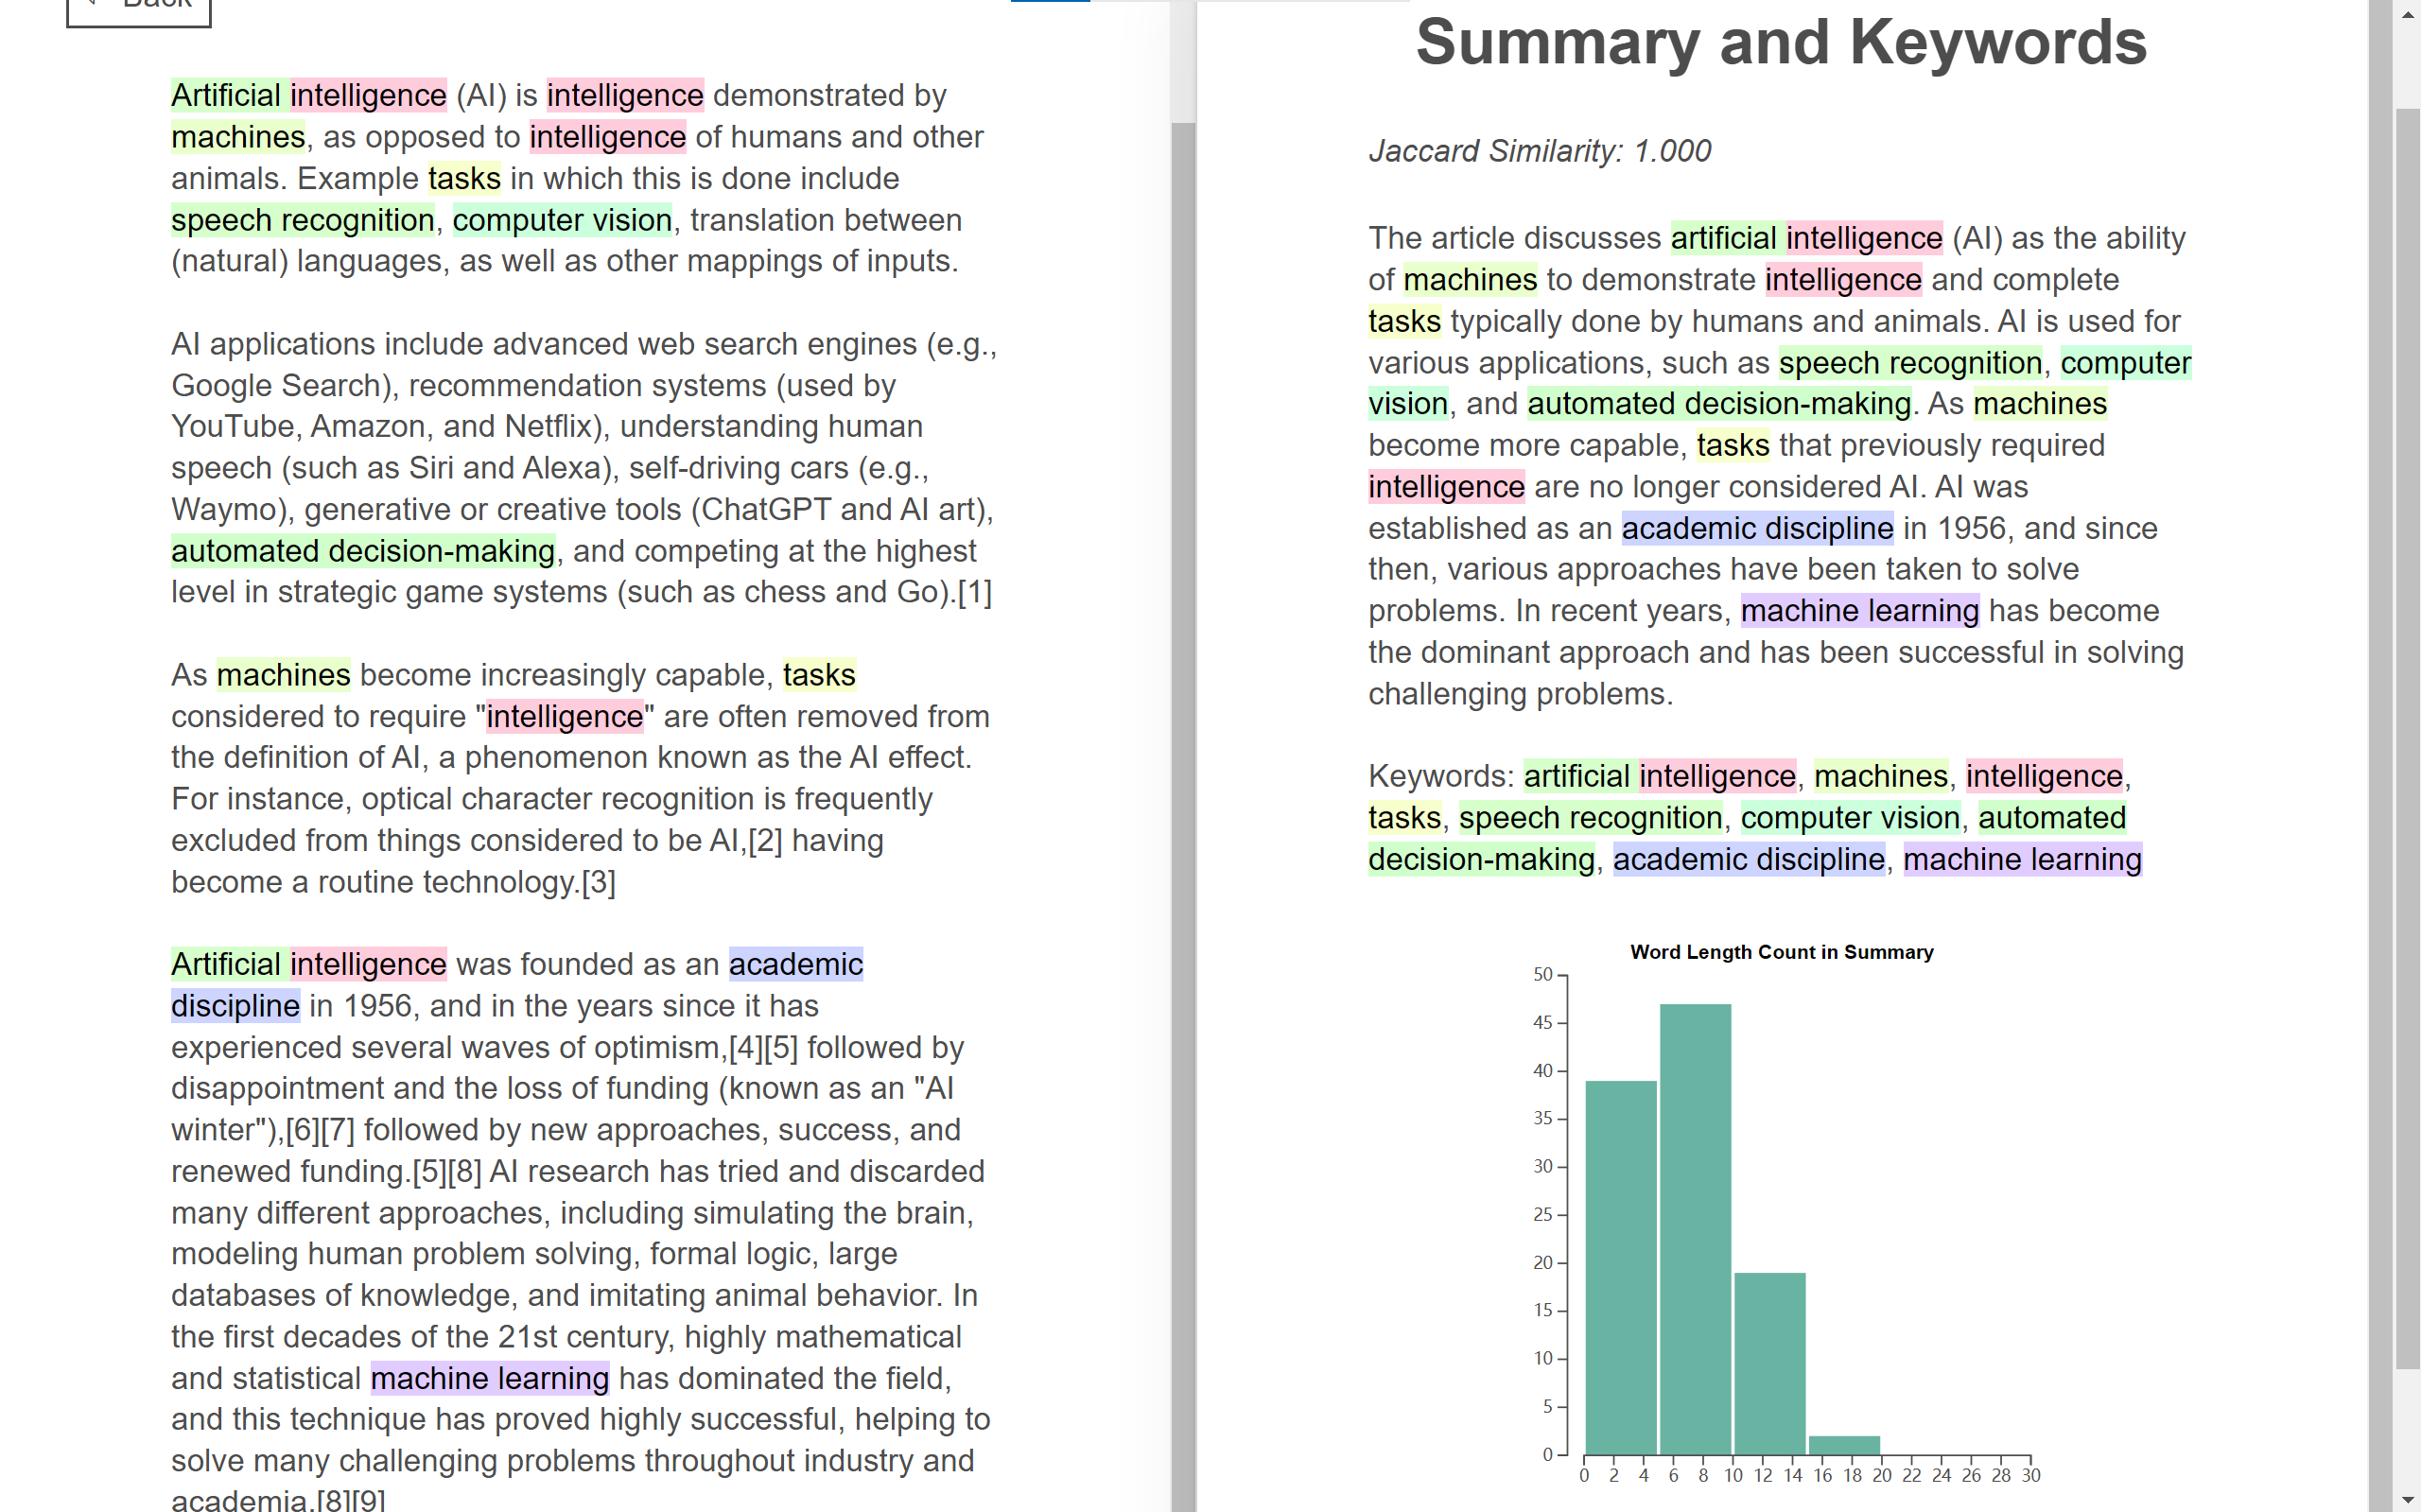 Back
Artificial intelligence (AI) is intelligence demonstrated by
machines, as opposed to intelligence of humans and other
animals. Example tasks in which this is done include
speech recognition, computer vision, translation between
(natural) languages, as well as other mappings of inputs.
AI applications include advanced web search engines (e.g.,
Google Search), recommendation systems (used by
YouTube, Amazon, and Netflix), understanding human
speech (such as Siri and Alexa), self-driving cars (e.g.,
Waymo), generative or creative tools (ChatGPT and AI art),
automated decision-making, and competing at the highest
level in strategic game systems (such as chess and Go).[1]
As machines become increasingly capable, tasks
considered to require "intelligence" are often removed from
the definition of AI, a phenomenon known as the AI effect.
For instance, optical character recognition is frequently
excluded from things considered to be AI,[2] having
become a routine technology.[3]
Artificial intelligence was founded as an academic
discipline in 1956, and in the years since it has
experienced several waves of optimism,[4][5] followed by
disappointment and the loss of funding (known as an "AI
winter"),[6][7] followed by new approaches, success, and
renewed funding.[5][8] AI research has tried and discarded
many different approaches, including simulating the brain,
modeling human problem solving, formal logic, large
databases of knowledge, and imitating animal behavior. In
the first decades of the 21st century, highly mathematical
and statistical machine learning has dominated the field,
and this technique has proved highly successful, helping to
solve many challenging problems throughout industry and
academia.[8][9]
Summary and Keywords
Jaccard Similarity: 1.000
The article discusses artificial intelligence (AI) as the ability
of machines to demonstrate intelligence and complete
tasks typically done by humans and animals. AI is used for
various applications, such as speech recognition, computer
vision, and automated decision-making. As machines
become more capable, tasks that previously required
intelligence are no longer considered AI. AI was
established as an academic discipline in 1956, and since
then, various approaches have been taken to solve
problems. In recent years, machine learning has become
the dominant approach and has been successful in solving
challenging problems.
Keywords: artificial intelligence, machines, intelligence,
tasks, speech recognition, computer vision, automated
decision-making, academic discipline, machine learning
Word Length Count in Summary
50
45
40
35
30
25
20
15
10
5
0
0 2 4 6 8 10 12 14 16 18 20 22 24 26 28 30